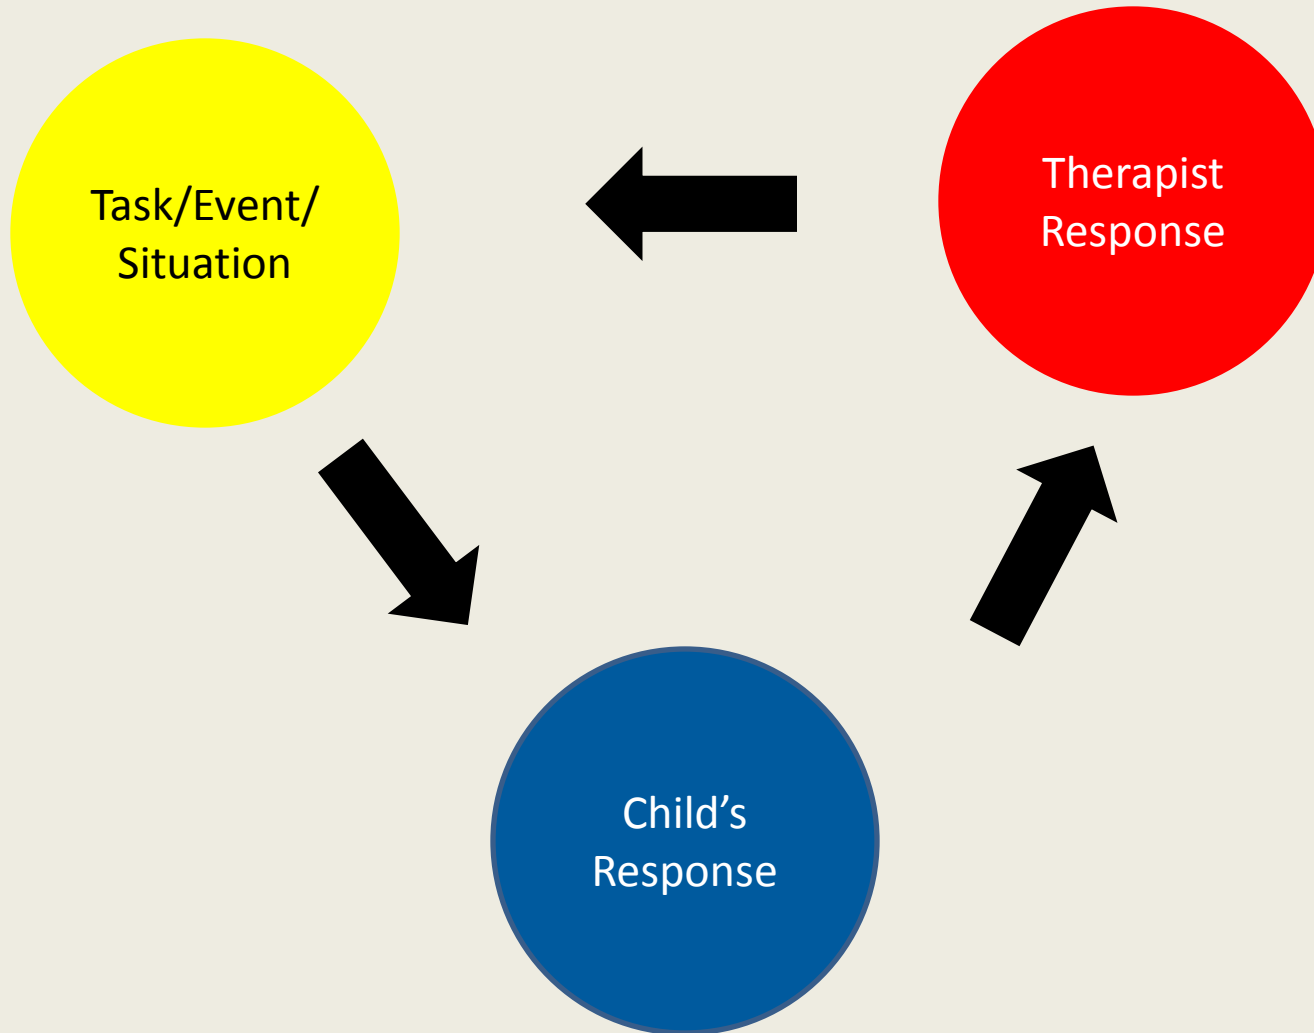 Task/Event/
Situation
Therapist
Response
Child’s
Response